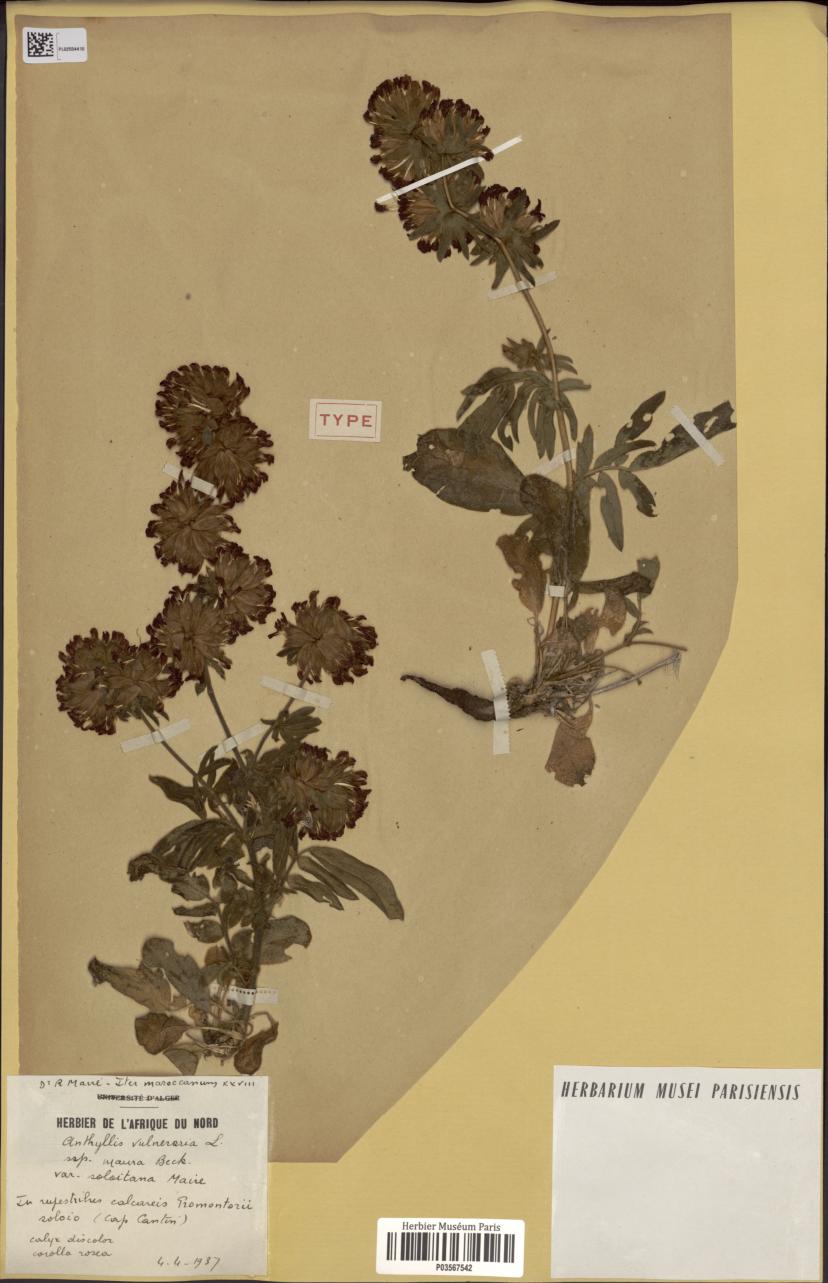 PL02584410
TYPE
Dr R. Maire - Iter maroccanum XXVIII
UNIVERSITÉ D'ALGER
HERBIER DE L'AFRIQUE DU NORD
Anthyllis vulneraria L.
ssp. maura Beck.
var. soloitana Maire
In rupestribus calcareis Promontorii
soloio (Cap Cantin)
calyx discolor
corolla rosea
4-4-1937
HERBARIUM MUSEI PARISIENSIS
Herbier Muséum Paris
P03567542